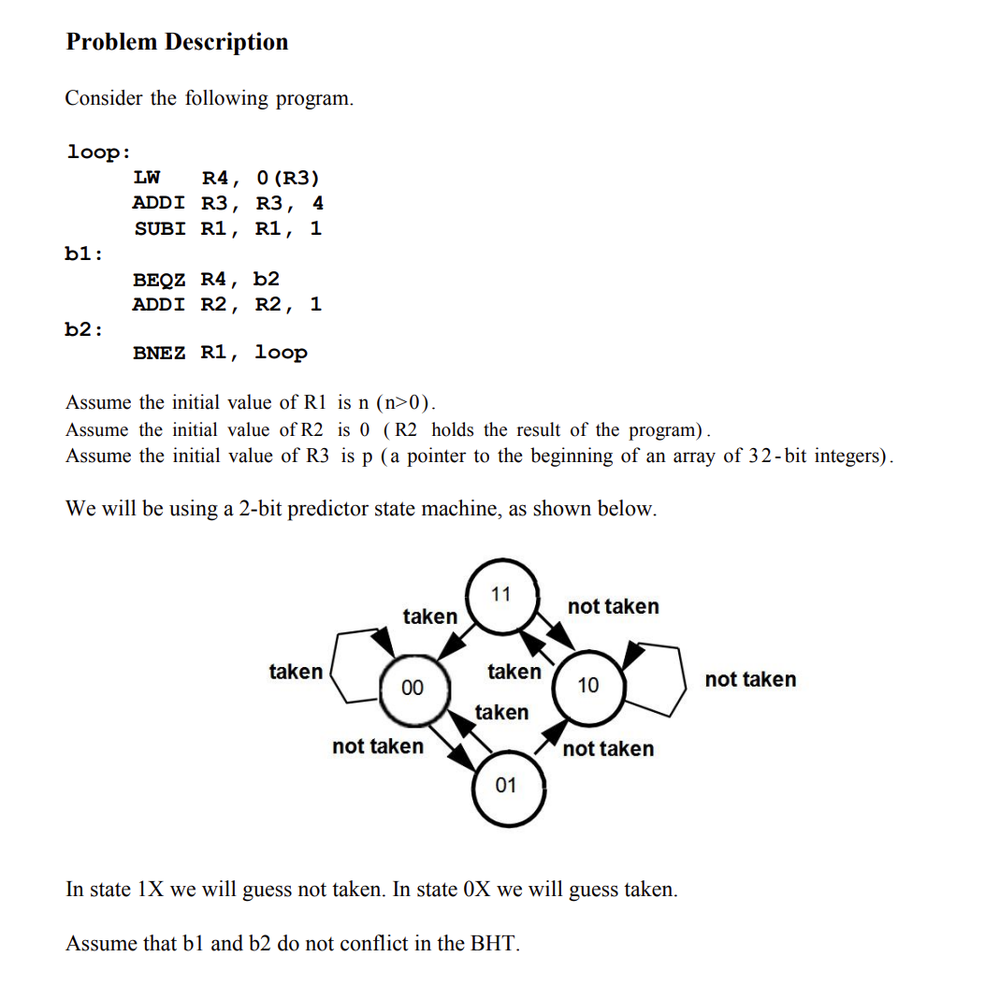 Problem Description
Consider the following program.
loop:
LW R4, 0(R3)
ADDI R3, R3, 4
SUBI R1, R1, 1
b1:
BEQZ R4, b2
ADDI R2, R2, 1
b2:
BNEZ R1, loop
Assume the initial value of R1 is n (n>0).
Assume the initial value of R2 is 0 (R2 holds the result of the program).
Assume the initial value of R3 is p (a pointer to the beginning of an array of 32-bit integers).
We will be using a 2-bit predictor state machine, as shown below.
11
not taken
taken
taken
taken
00
10
not taken
taken
not taken
not taken
01
In state 1X we will guess not taken. In state 0X we will guess taken.
Assume that b1 and b2 do not conflict in the BHT.